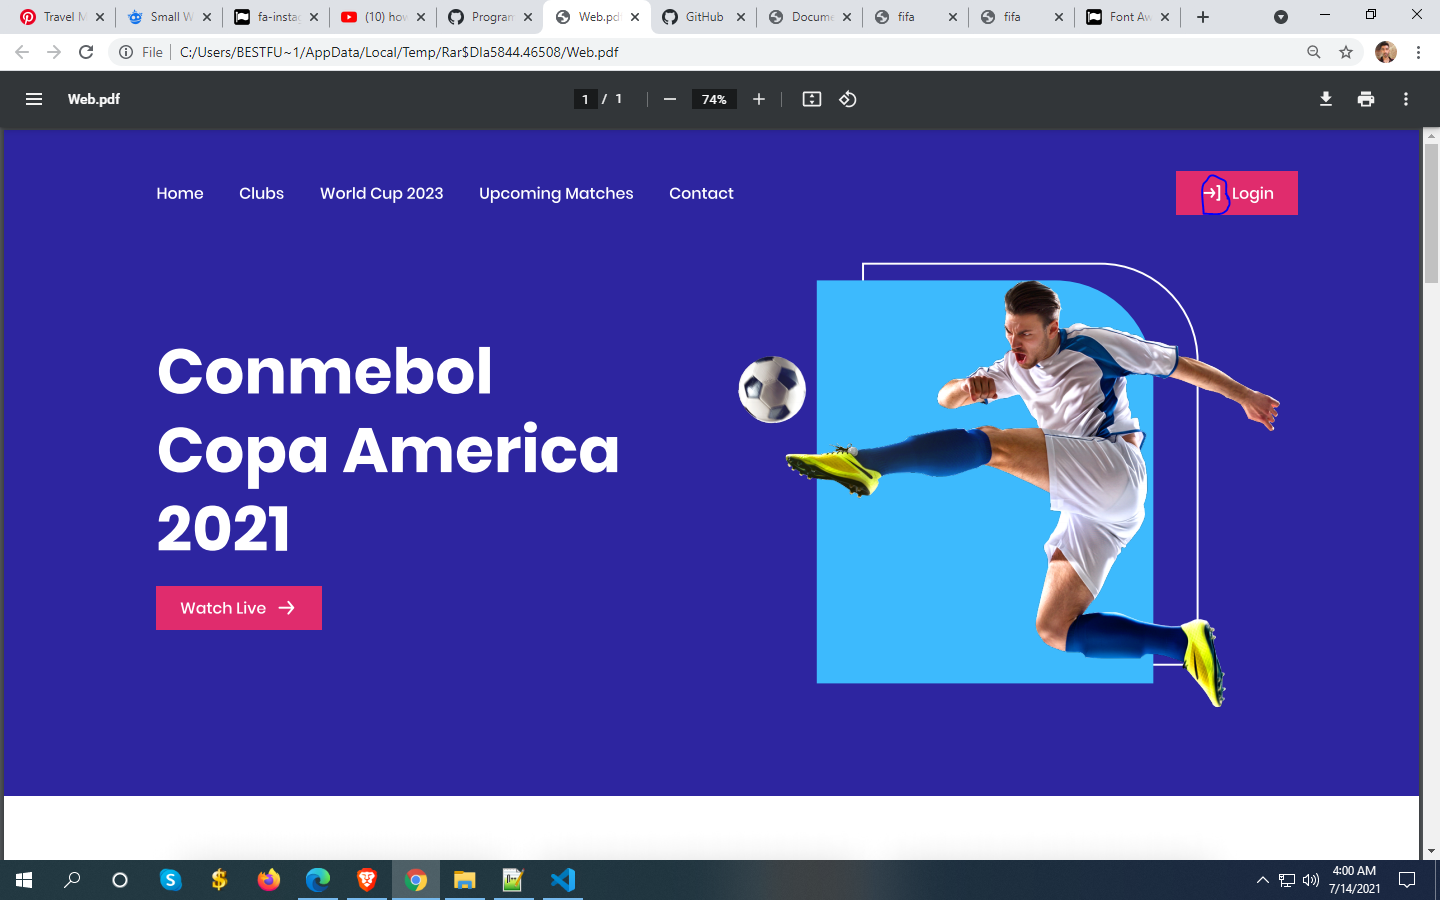 Travel M
Small W
fa-instag
(10) how
Program
Web.pdf
GitHub
Docume
fifa
fifa
Font Aw
File
C:/Users/BESTFU~1/AppData/Local/Temp/Rar$DIa5844.46508/Web.pdf
Web.pdf
1 / 1
74%
Home
Clubs
World Cup 2023
Upcoming Matches
Contact
Login
Conmebol
Copa America
2021
Watch Live
4:00 AM
7/14/2021